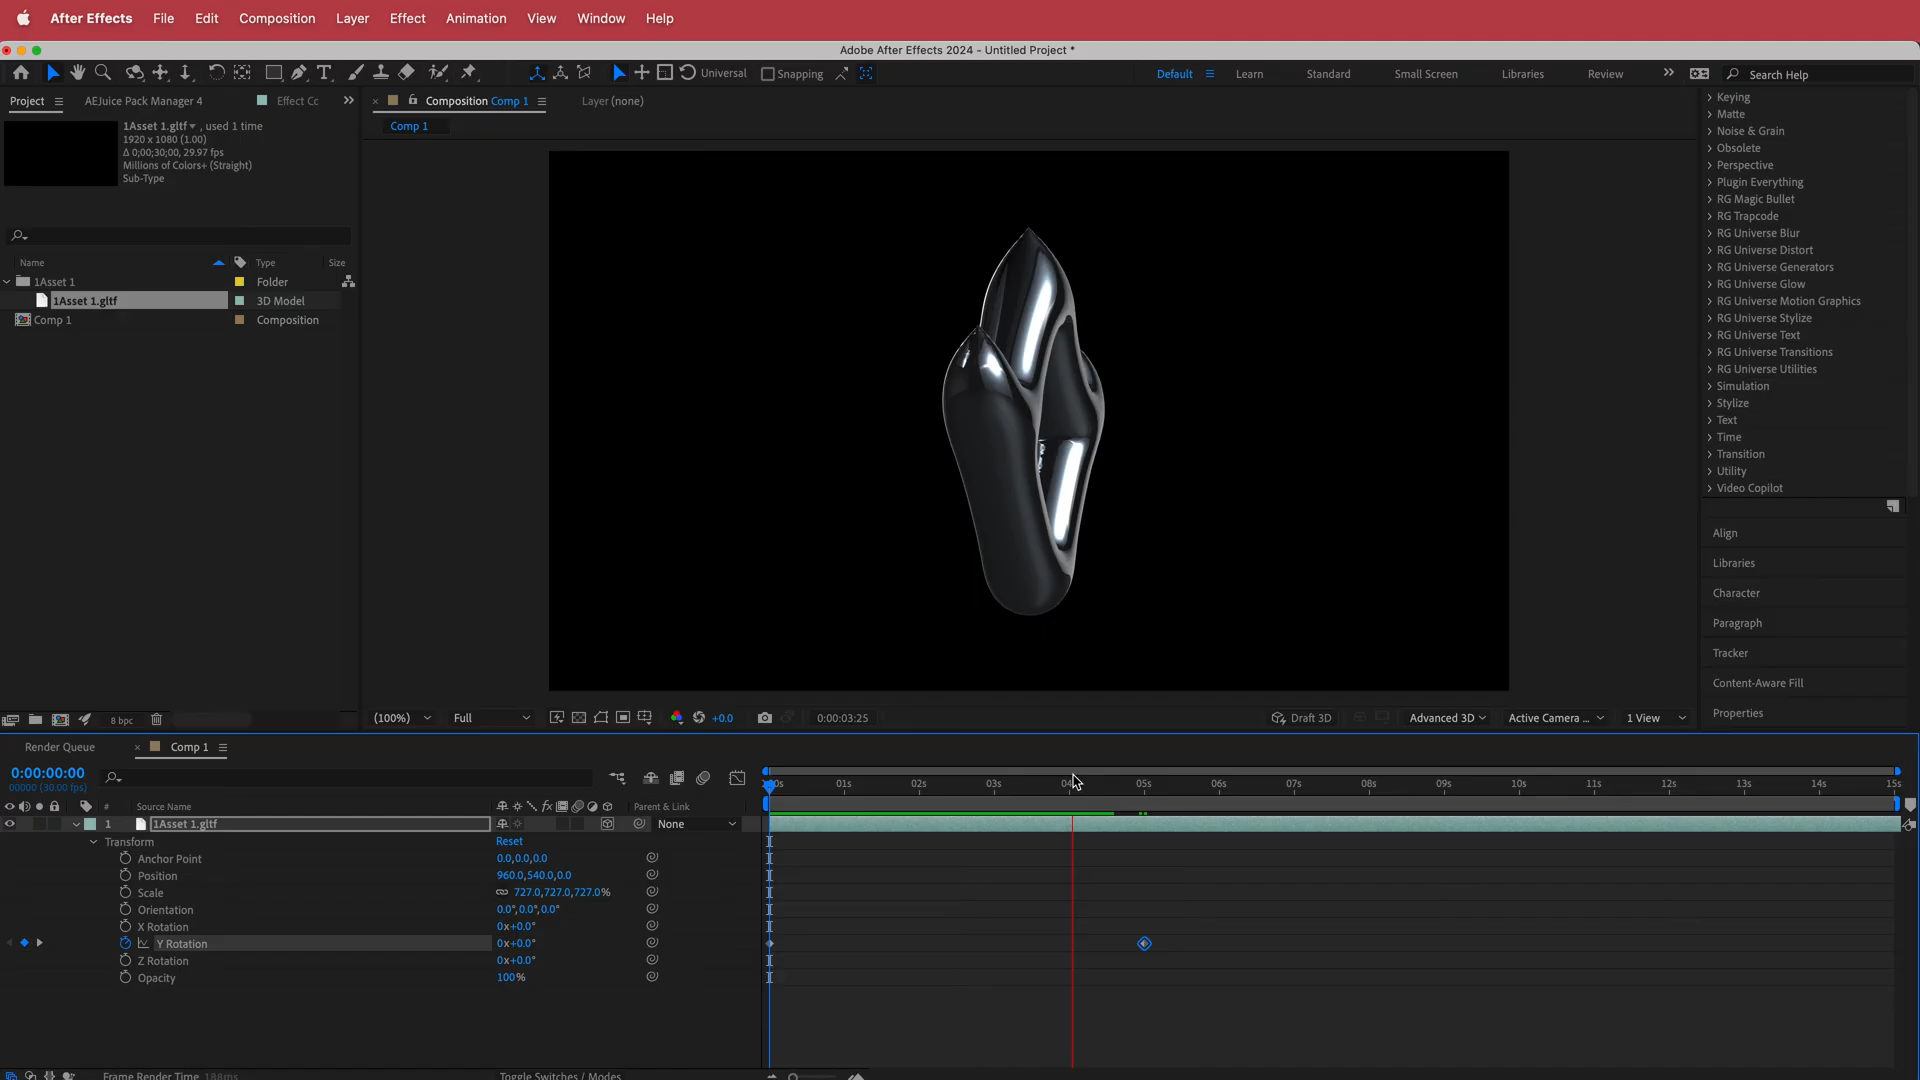 After Effects File Edit Composition Layer Effect Animation View Window Help
Adobe After Effects 2024 - Untitled Project *
Universal Snapping Default Learn Standard Small Screen Libraries Review Search Help
Project AEJuice Pack Manager 4 Effect Cc
Composition Comp 1 Layer (none)
Comp 1
1Asset 1.gltf , used 1 time
1920 x 1080 (1.00)
Δ 0;00;30;00, 29.97 fps
Millions of Colors+ (Straight)
Sub-Type
Name Type Size
1Asset 1 Folder
1Asset 1.gltf 3D Model
Comp 1 Composition
Keying
Matte
Noise & Grain
Obsolete
Perspective
Plugin Everything
RG Magic Bullet
RG Trapcode
RG Universe Blur
RG Universe Distort
RG Universe Generators
RG Universe Glow
RG Universe Motion Graphics
RG Universe Stylize
RG Universe Text
RG Universe Transitions
RG Universe Utilities
Simulation
Stylize
Text
Time
Transition
Utility
Video Copilot
Align
Libraries
Character
Paragraph
Tracker
Content-Aware Fill
Properties
8 bpc
(100%) Full +0.0 0:00:03:25 Draft 3D Advanced 3D Active Camera ... 1 View
Render Queue Comp 1
0:00:00:00
00000 (30.00 fps)
01s 02s 03s 05s 06s 07s 08s 09s 10s 11s 12s 13s 14s 15s
# Source Name Parent & Link
1 1Asset 1.gltf None
Transform Reset
Anchor Point 0.0,0.0,0.0
Position 960.0,540.0,0.0
Scale 727.0,727.0,727.0%
Orientation 0.0°,0.0°,0.0°
X Rotation 0x+0.0°
Y Rotation 0x+0.0°
Z Rotation 0x+0.0°
Opacity 100%
Frame Render Time 188ms Toggle Switches / Modes